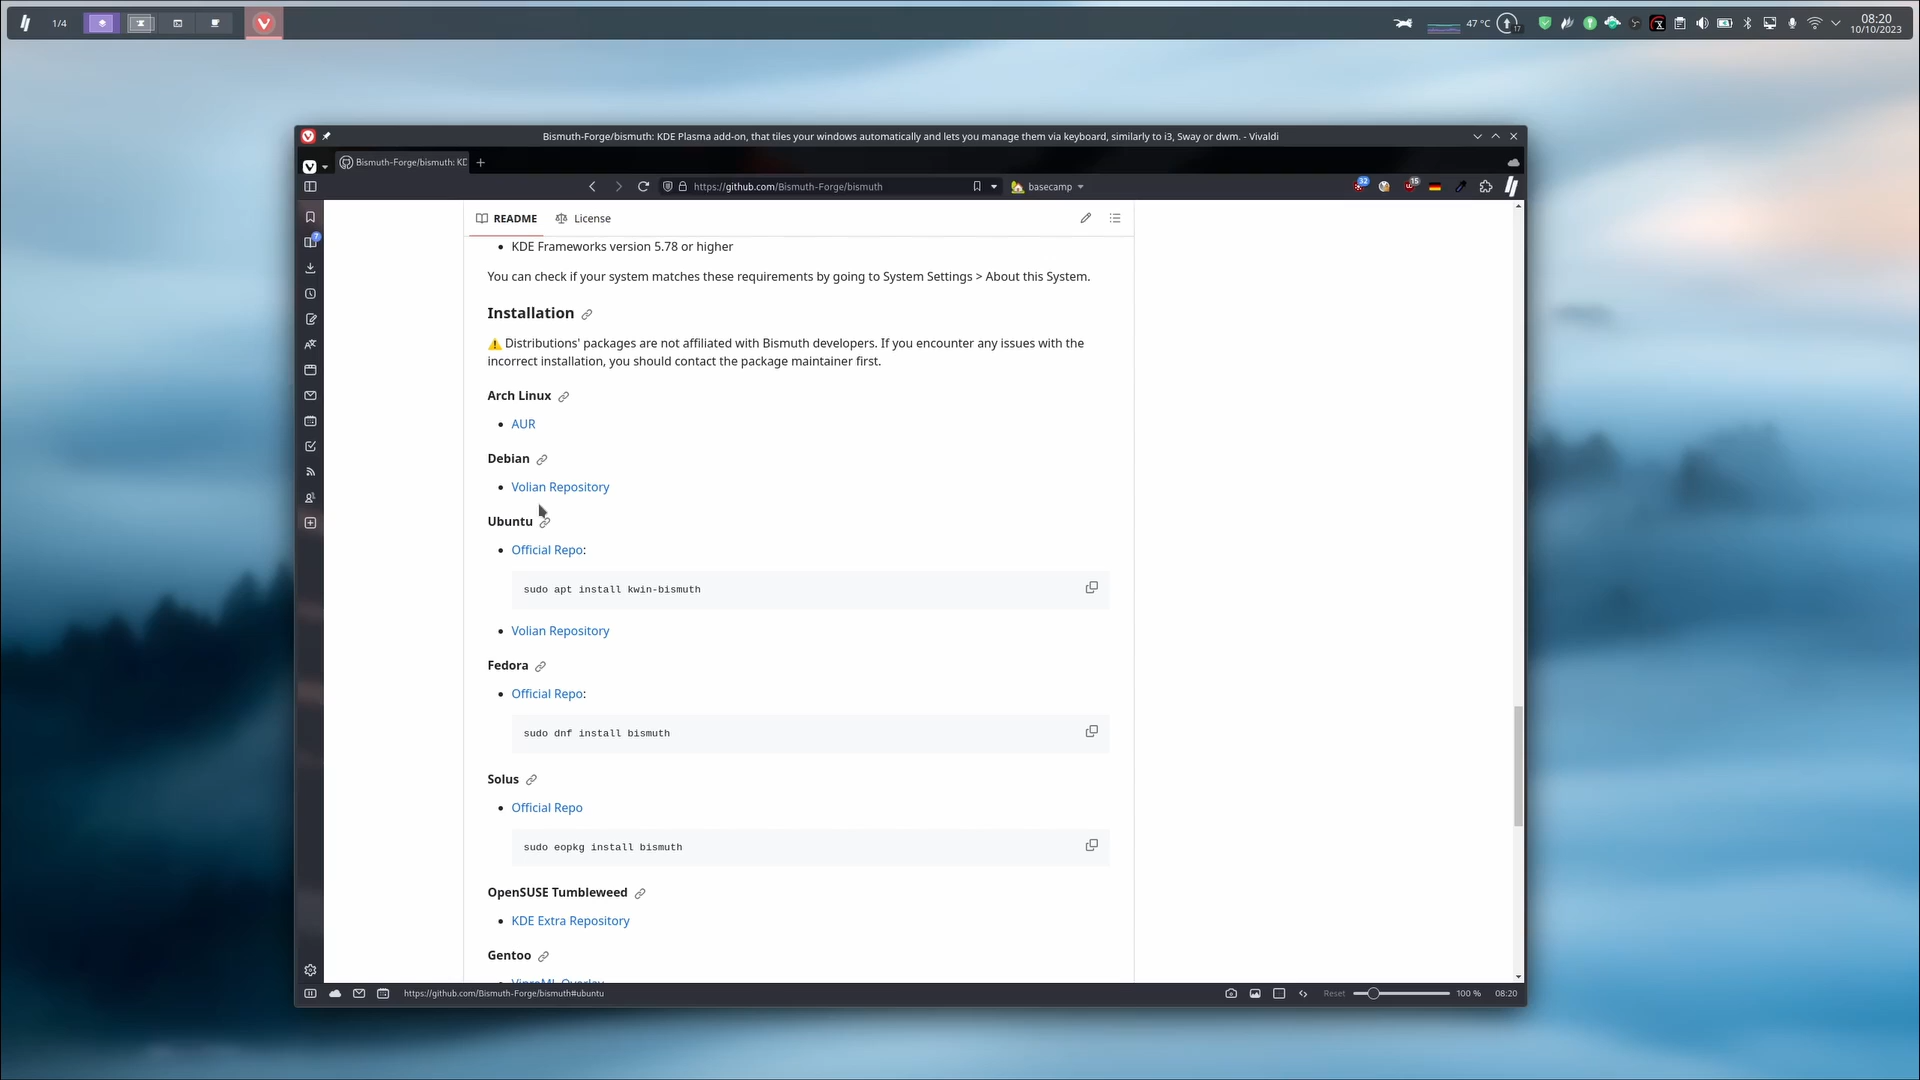 1/4
47 °C
17
08:20
10/10/2023
Bismuth-Forge/bismuth: KDE Plasma add-on, that tiles your windows automatically and lets you manage them via keyboard, similarly to i3, Sway or dwm. - Vivaldi
Bismuth-Forge/bismuth: KD
https://github.com/Bismuth-Forge/bismuth
basecamp
32
15
7
README
License
• KDE Frameworks version 5.78 or higher
You can check if your system matches these requirements by going to System Settings > About this System.
Installation
⚠️ Distributions' packages are not affiliated with Bismuth developers. If you encounter any issues with the
incorrect installation, you should contact the package maintainer first.
Arch Linux
• AUR
Debian
• Volian Repository
Ubuntu
• Official Repo:
sudo apt install kwin-bismuth
• Volian Repository
Fedora
• Official Repo:
sudo dnf install bismuth
Solus
• Official Repo
sudo eopkg install bismuth
OpenSUSE Tumbleweed
• KDE Extra Repository
Gentoo
https://github.com/Bismuth-Forge/bismuth#ubuntu
Reset
100 %
08:20